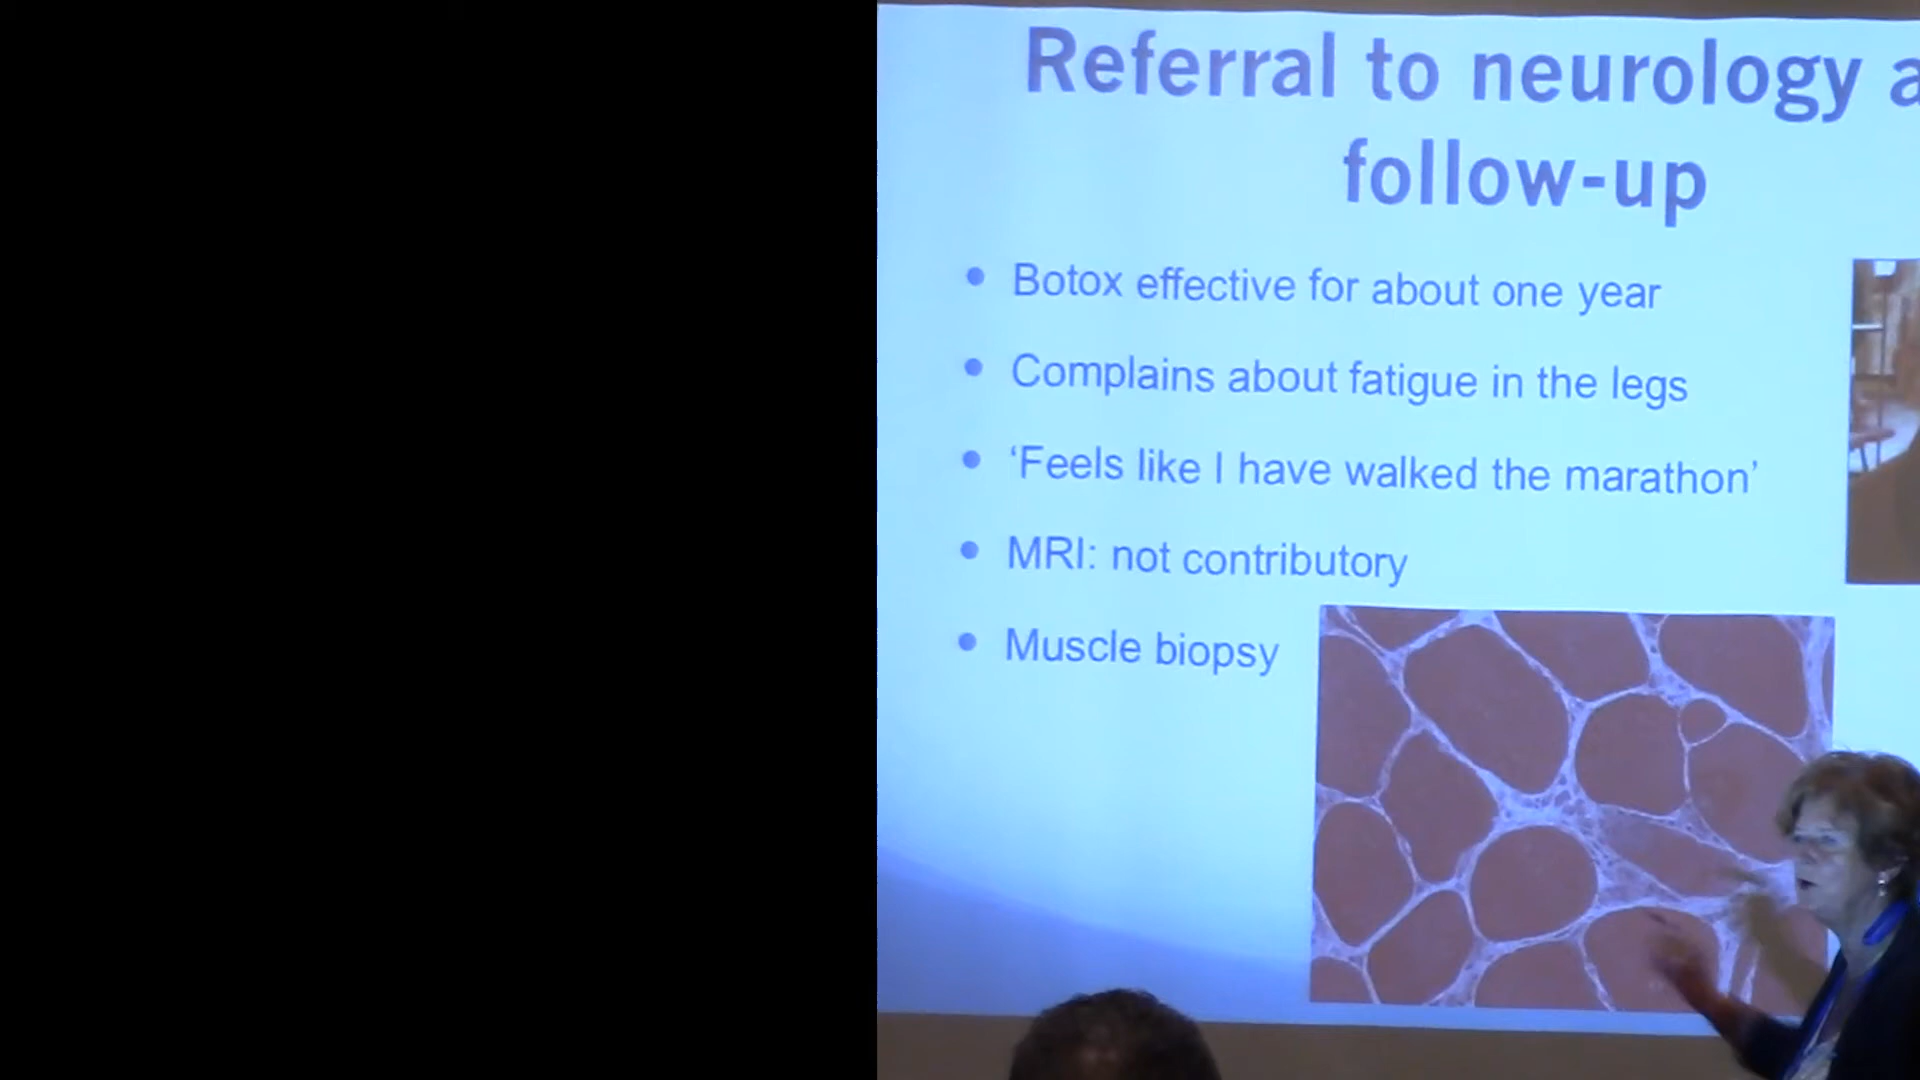 Referral to neurology a
follow-up
• Botox effective for about one year
• Complains about fatigue in the legs
• ‘Feels like I have walked the marathon’
• MRI: not contributory
• Muscle biopsy